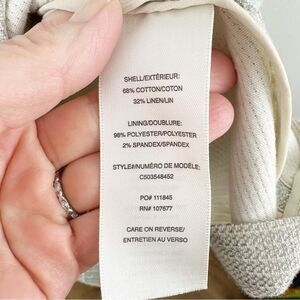 SHELL/EXTÉRIEUR:
68% COTTON/COTON
32% LINEN/LIN
LINING/DOUBLURE:
98% POLYESTER/POLYESTER
2% SPANDEX/SPANDEX
STYLE#/NUMÉRO DE MODÈLE:
C503548452
PO# 111845
RN# 107677
CARE ON REVERSE/
ENTRETIEN AU VERSO